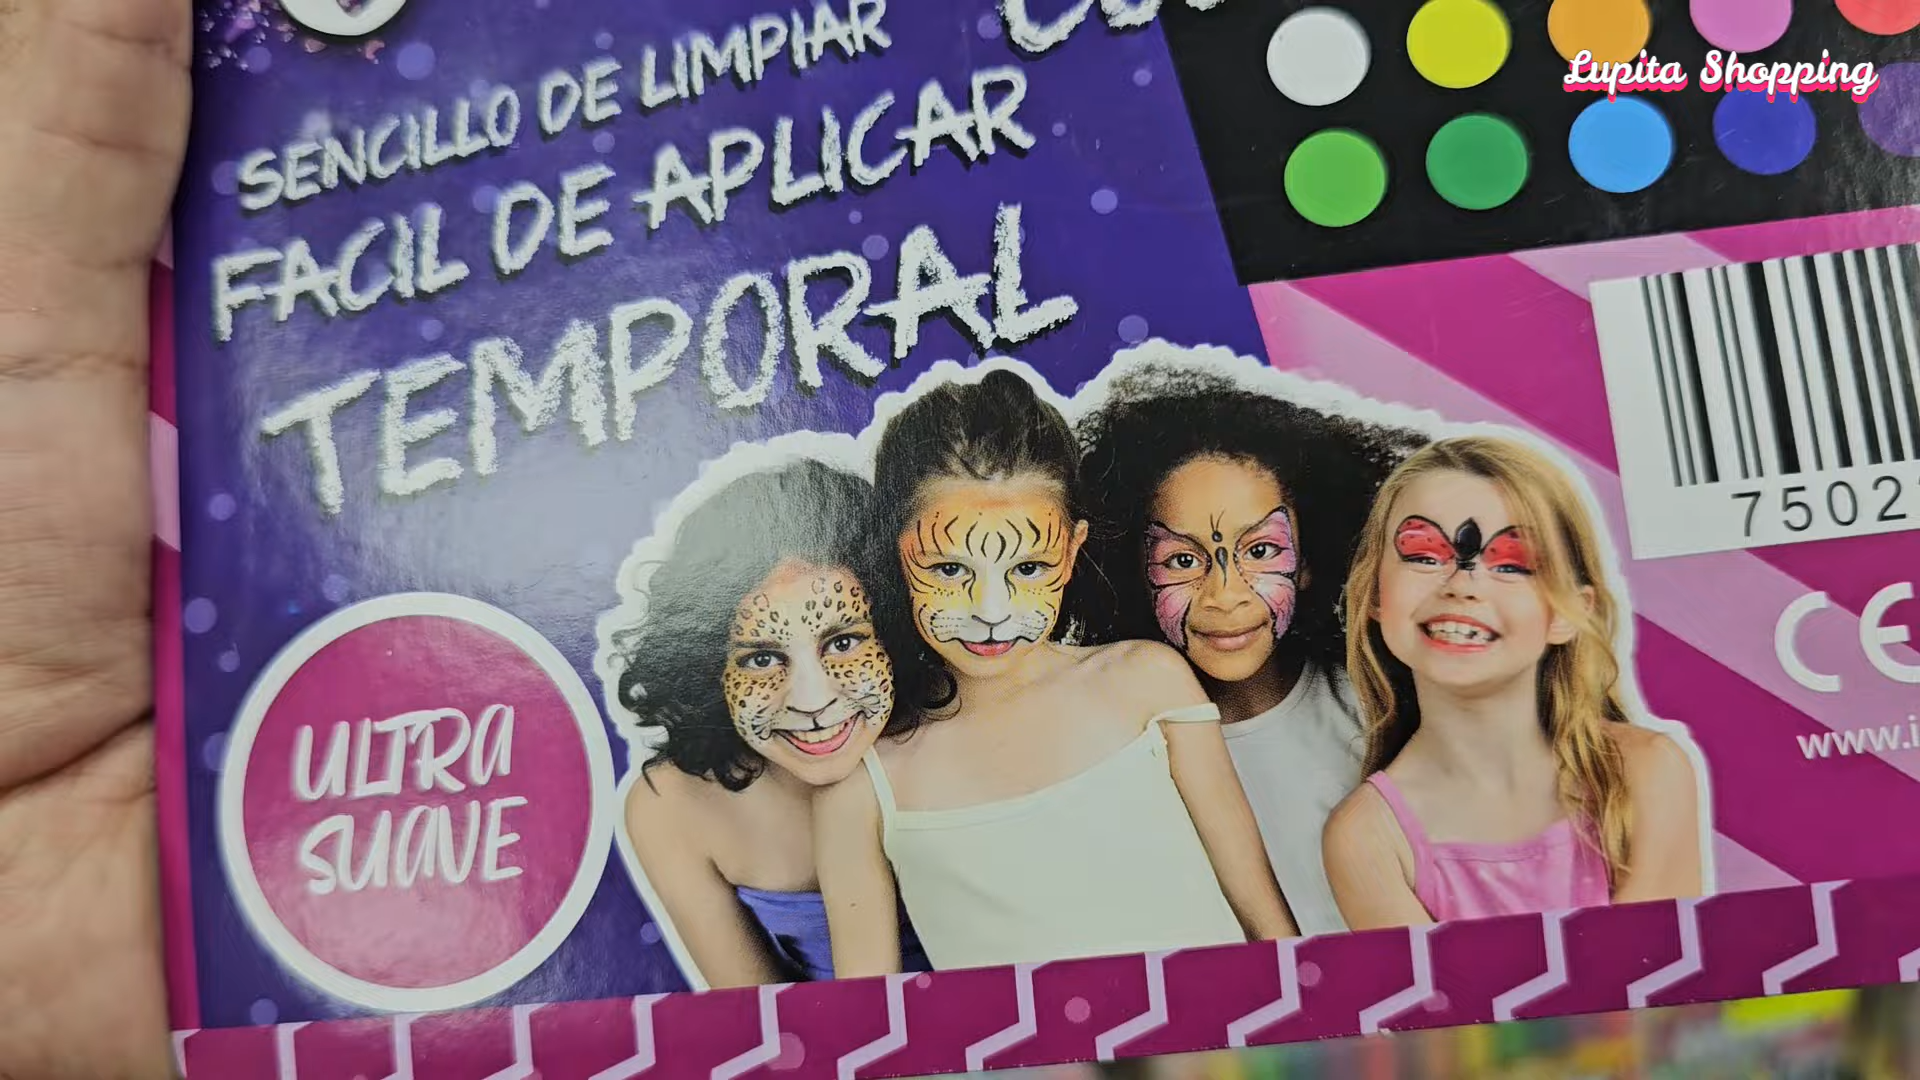 Lupita Shopping
SENCILLO DE LIMPIAR
FACIL DE APLICAR
TEMPORAL
ULTRA
SUAVE
7502
CE
www.i